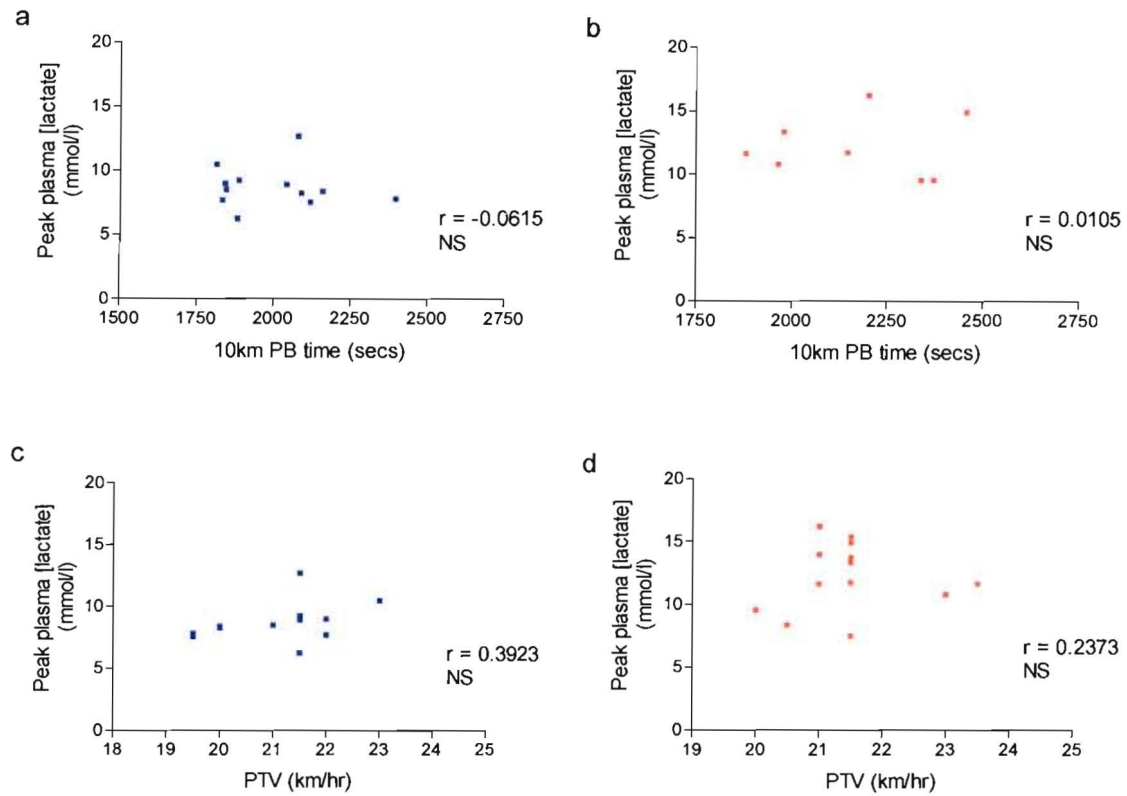 a
20
15
10
5
0
Peak plasma [lactate]
(mmol/l)
r = -0.0615
NS
1500 1750 2000 2250 2500 2750
10km PB time (secs)
b
20
15
10
5
0
Peak plasma [lactate]
(mmol/l)
r = 0.0105
NS
1750 2000 2250 2500 2750
10km PB time (secs)
c
20
15
10
5
0
Peak plasma [lactate]
(mmol/l)
r = 0.3923
NS
18 19 20 21 22 23 24 25
PTV (km/hr)
d
20
15
10
5
0
Peak plasma [lactate]
(mmol/l)
r = 0.2373
NS
19 20 21 22 23 24 25
PTV (km/hr)